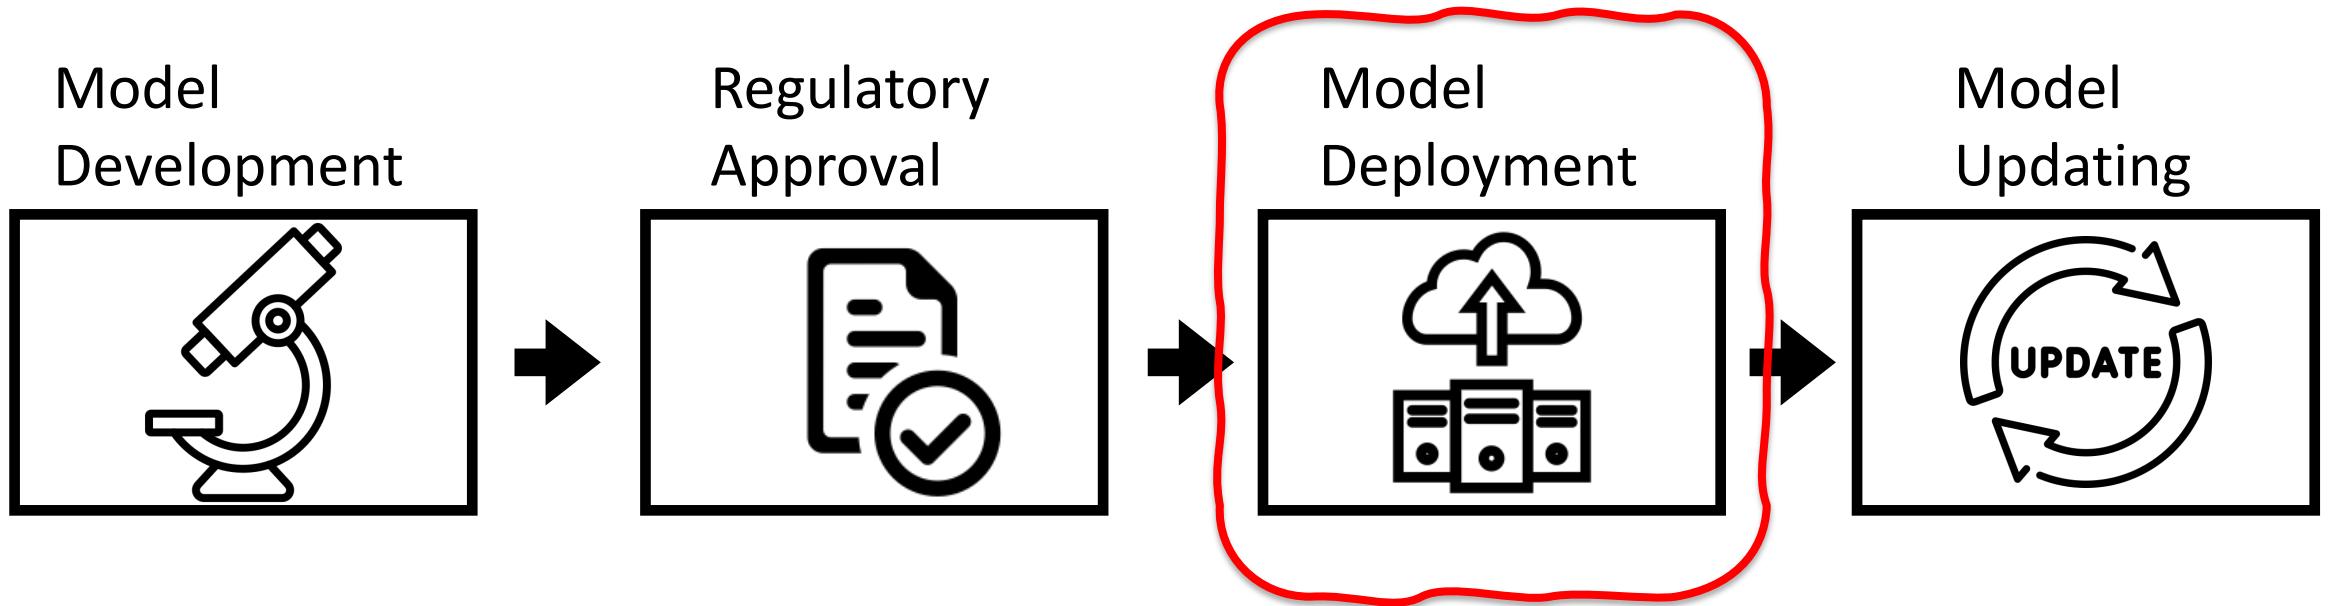 Model
Development
Regulatory
Approval
Model
Deployment
Model
Updating
UPDATE